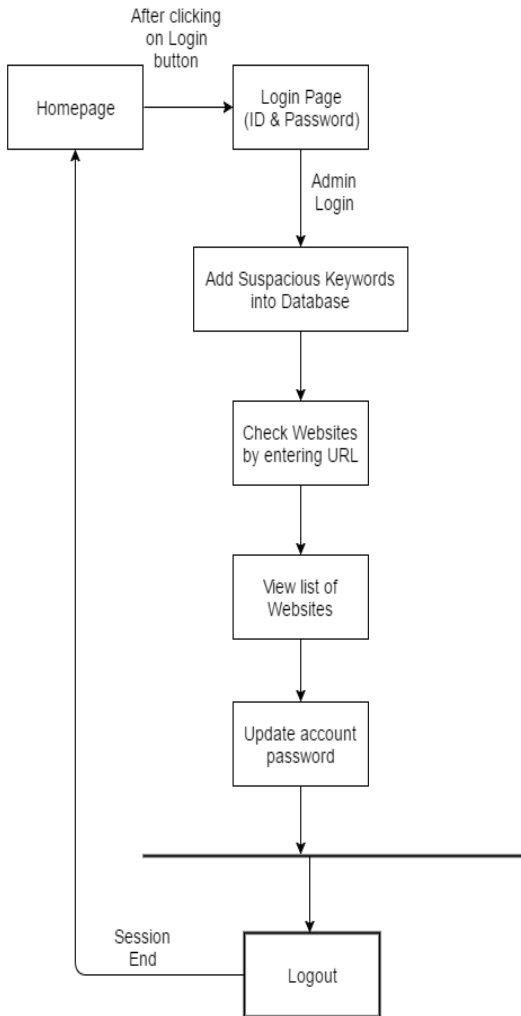 After clicking
on Login
button
Homepage
Login Page
(ID & Password)
Admin
Login
Add Suspacious Keywords
into Database
Check Websites
by entering URL
View list of
Websites
Update account
password
Session
End
Logout